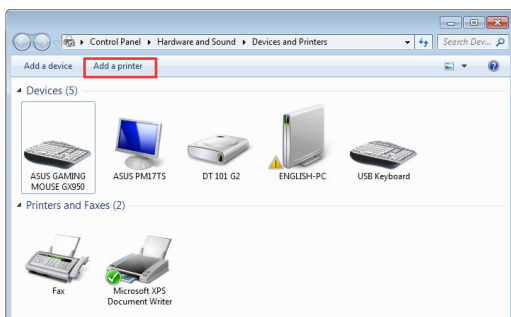 Control Panel ▸ Hardware and Sound ▸ Devices and Printers
Search Dev...
Add a device
Add a printer
Devices (5)
ASUS GAMING
MOUSE GX950
ASUS PM17TS
DT 101 G2
ENGLISH-PC
USB Keyboard
Printers and Faxes (2)
Fax
Microsoft XPS
Document Writer